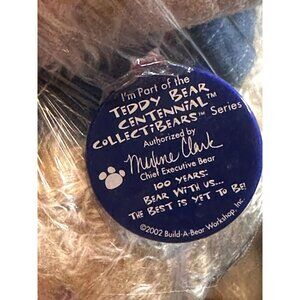 I'm Part of the
TEDDY BEAR
CENTENNIAL™
COLLECTIBEARS™ Series
Authorized by
Maxine Clark
Chief Executive Bear
100 YEARS:
BEAR WITH US...
THE BEST IS YET TO BE!
©2002 Build-A-Bear Workshop, Inc.